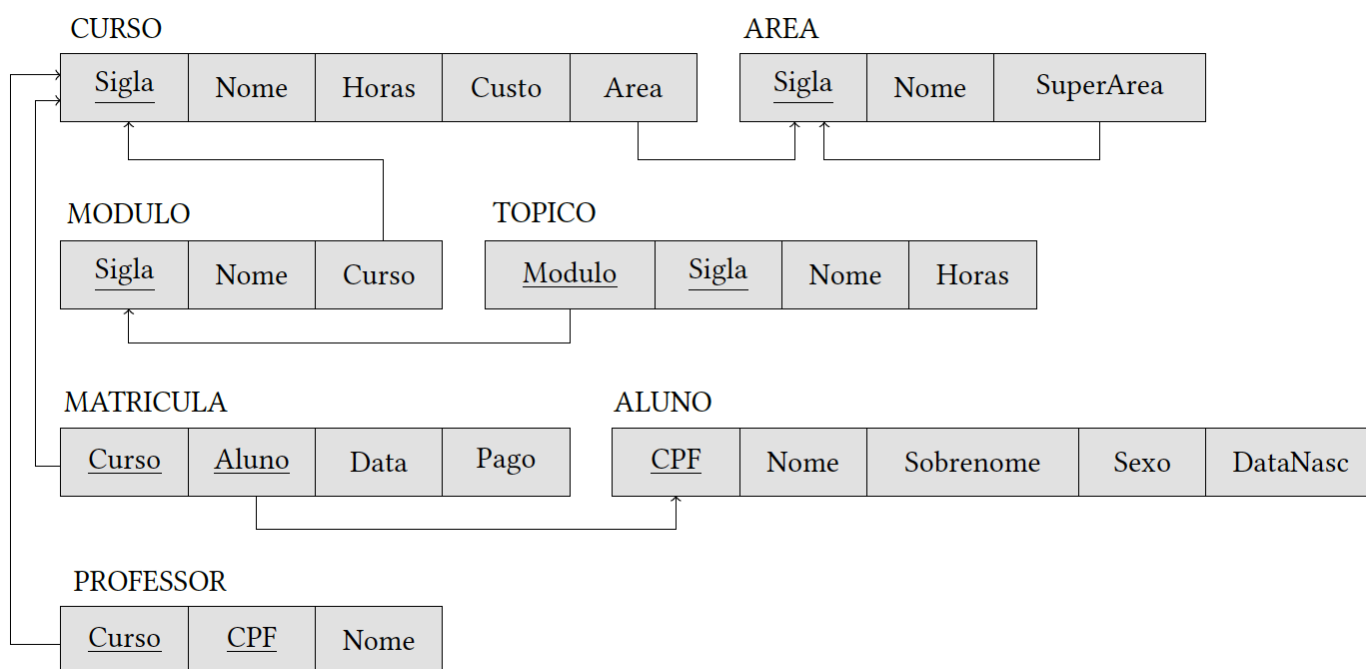 CURSO AREA
Sigla Nome Horas Custo Area Sigla Nome SuperArea
MODULO TOPICO
Sigla Nome Curso Modulo Sigla Nome Horas
MATRICULA ALUNO
Curso Aluno Data Pago CPF Nome Sobrenome Sexo DataNasc
PROFESSOR
Curso CPF Nome